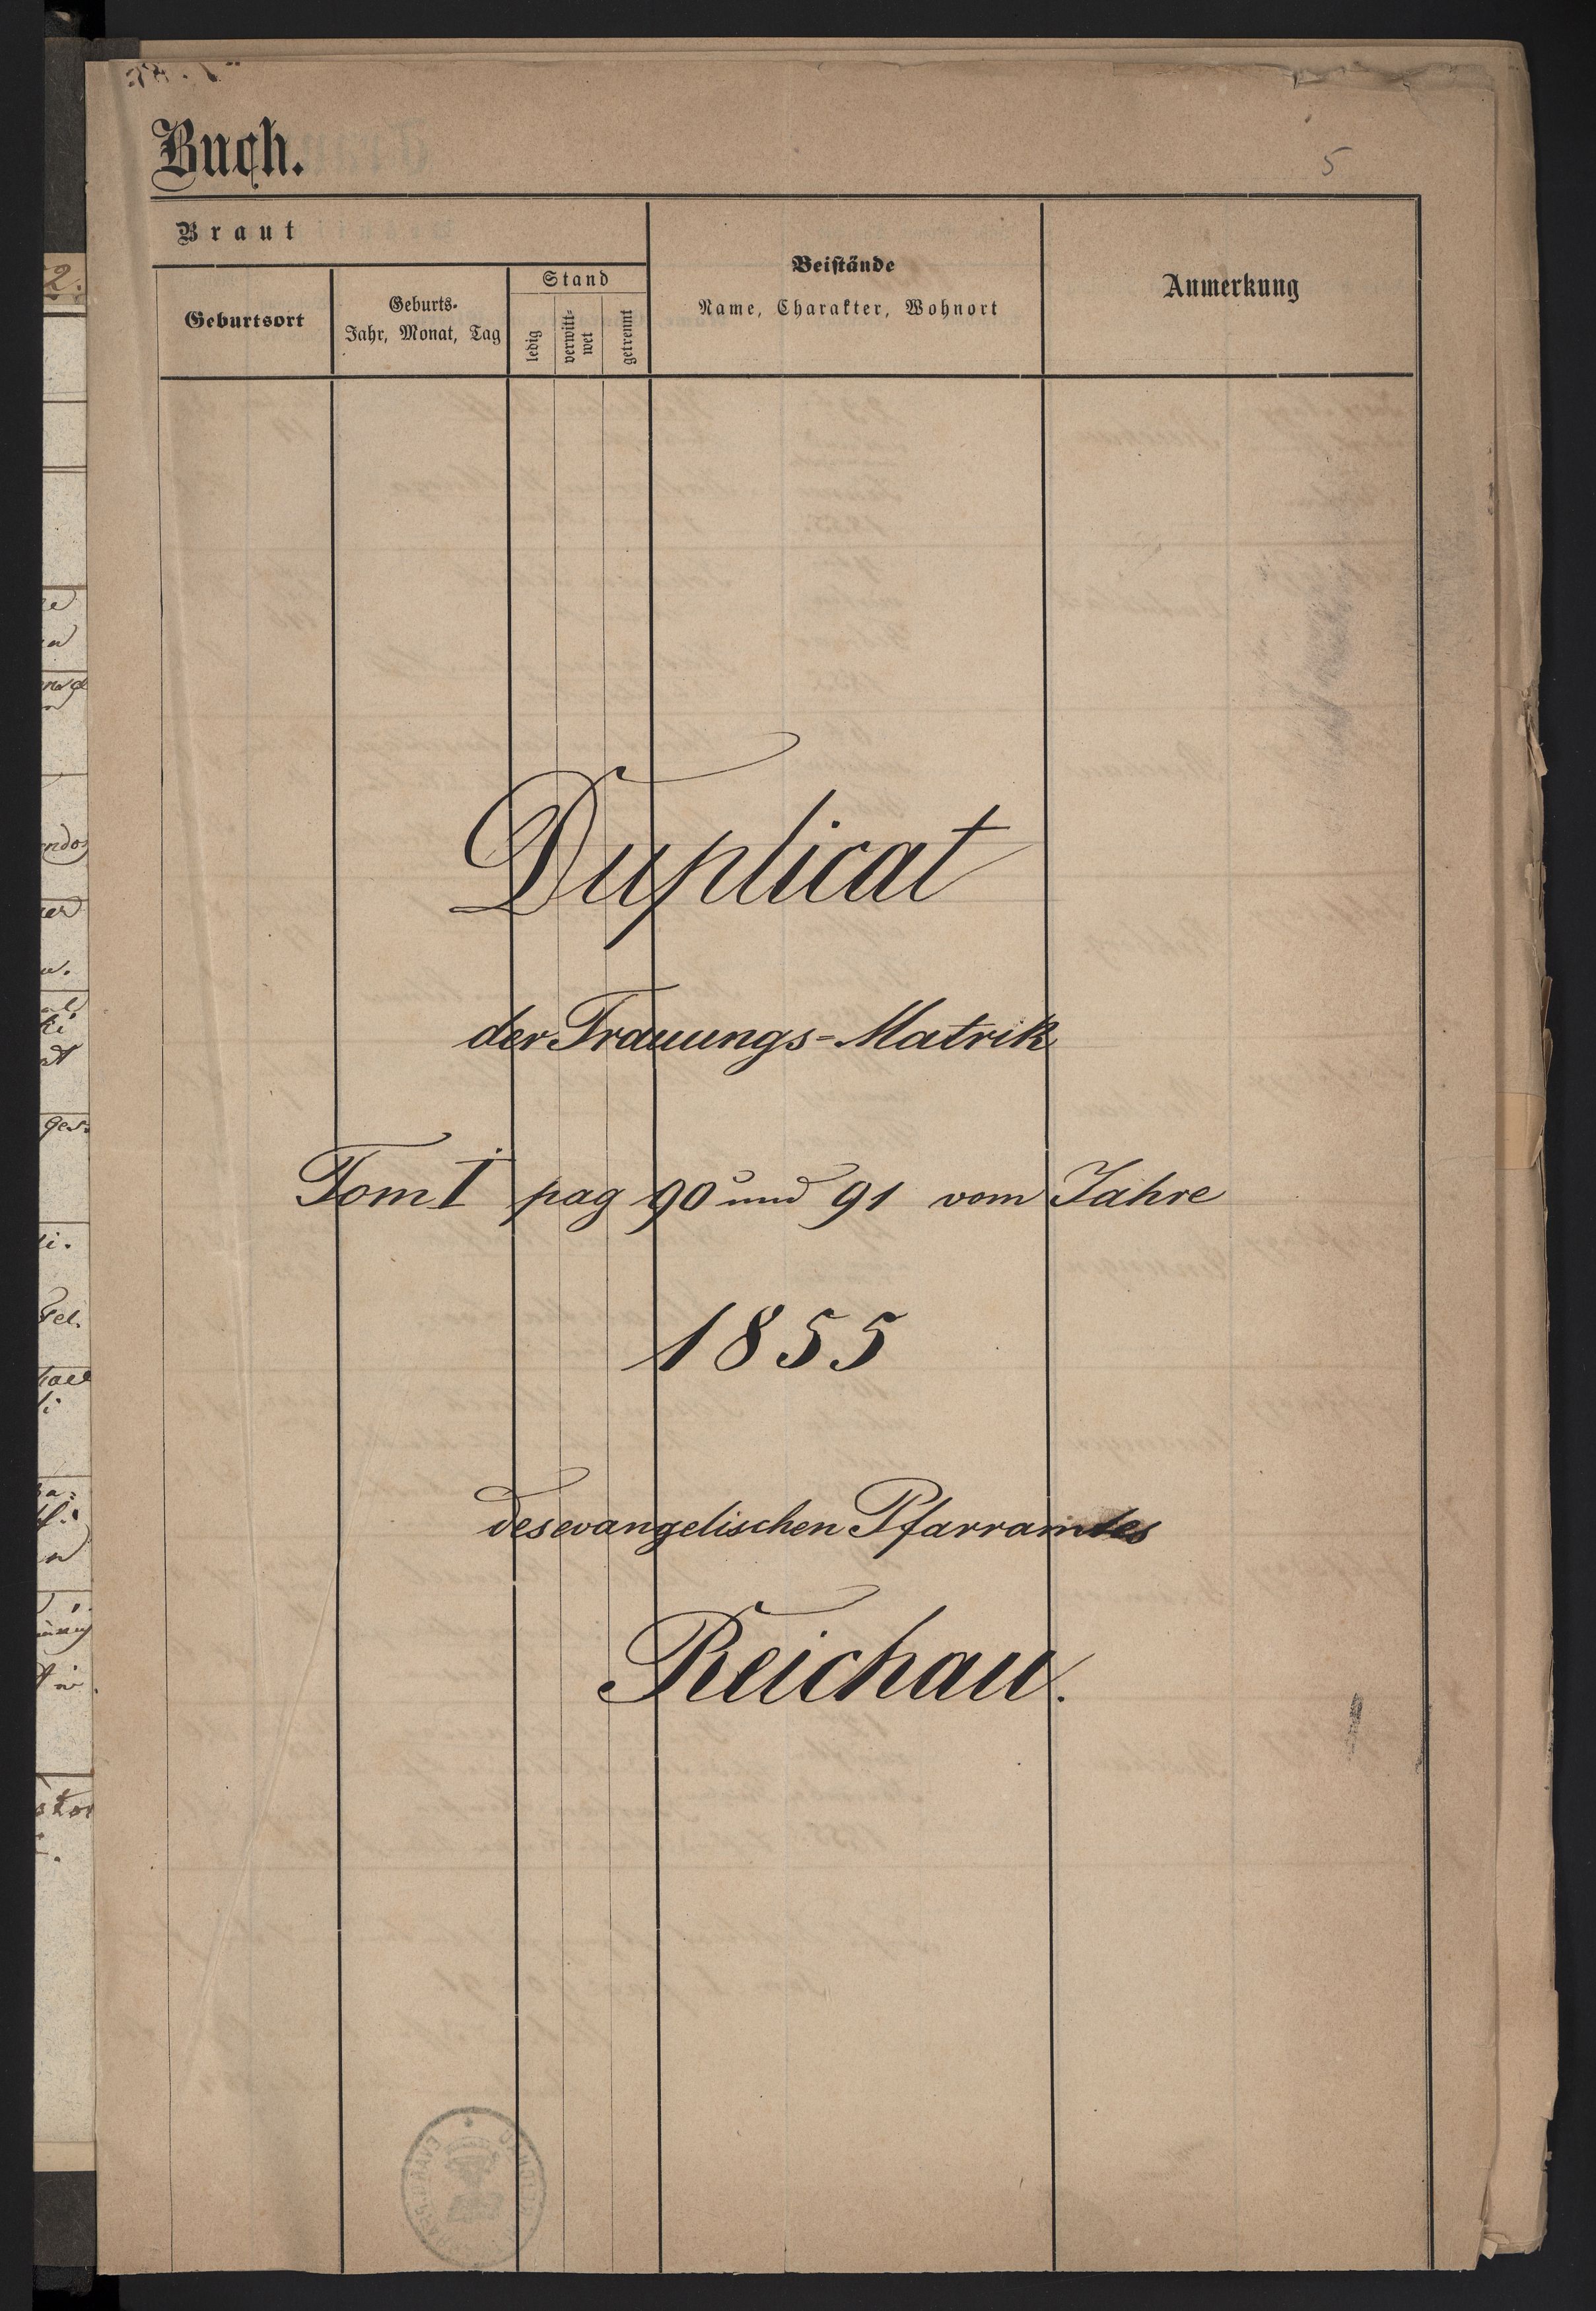 Buch.
5
Braut
Geburtsort
Geburts-
Jahr, Monat, Tag
Stand
ledig
verwitt-
wet
getrennt
Beistände
Name, Charakter, Wohnort
Anmerkung
Duplicat
der Trauungs-Matrik
Tom I pag 90 und 91 vom Jahre
1855
des evangelischen Pfarramtes
Reichau.